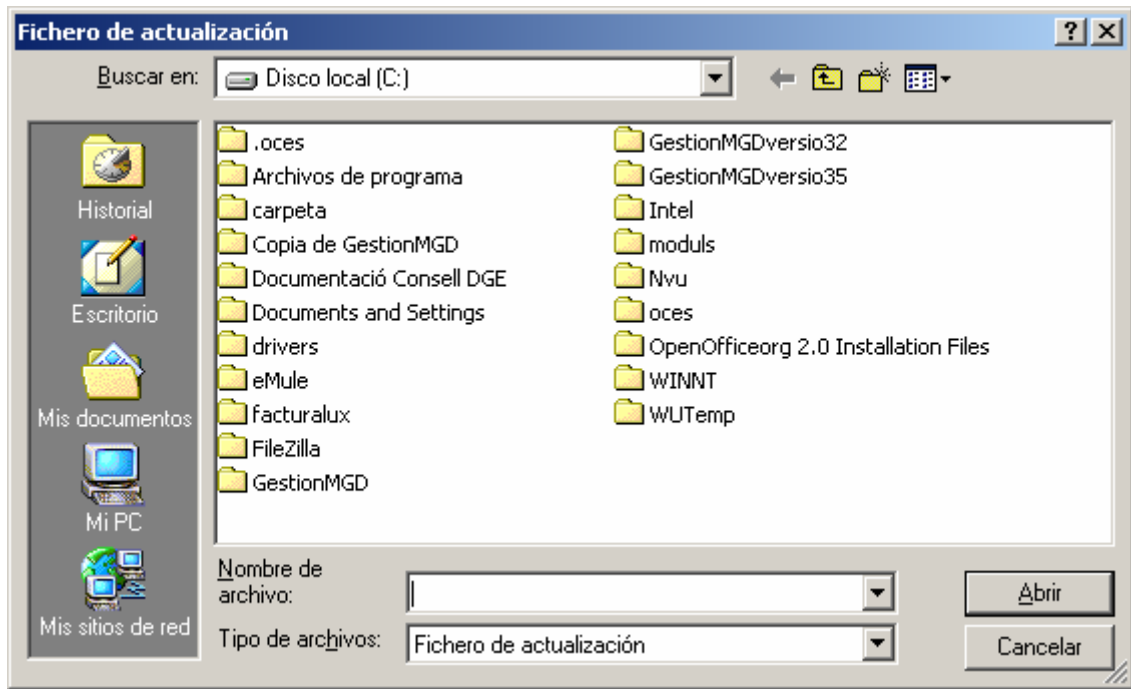 Fichero de actualización
Buscar en: Disco local (C:)
Historial
Escritorio
Mis documentos
Mi PC
Mis sitios de red
.oces
Archivos de programa
carpeta
Copia de GestionMGD
Documentació Consell DGE
Documents and Settings
drivers
eMule
facturalux
FileZilla
GestionMGD
GestionMGDversio32
GestionMGDversio35
Intel
moduls
Nvu
oces
OpenOfficeorg 2.0 Installation Files
WINNT
WUTemp
Nombre de
archivo:
Abrir
Tipo de archivos: Fichero de actualización
Cancelar